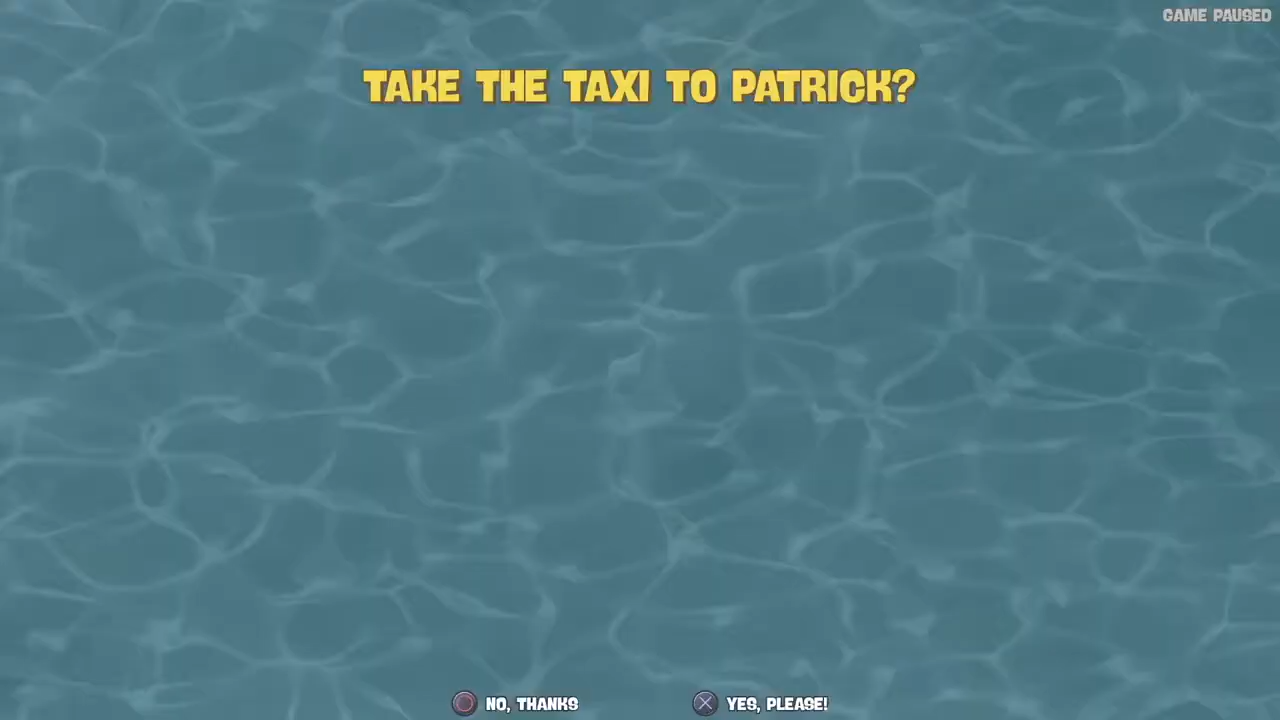 GAME PAUSED
TAKE THE TAXI TO PATRICK?
NO, THANKS
YES, PLEASE!